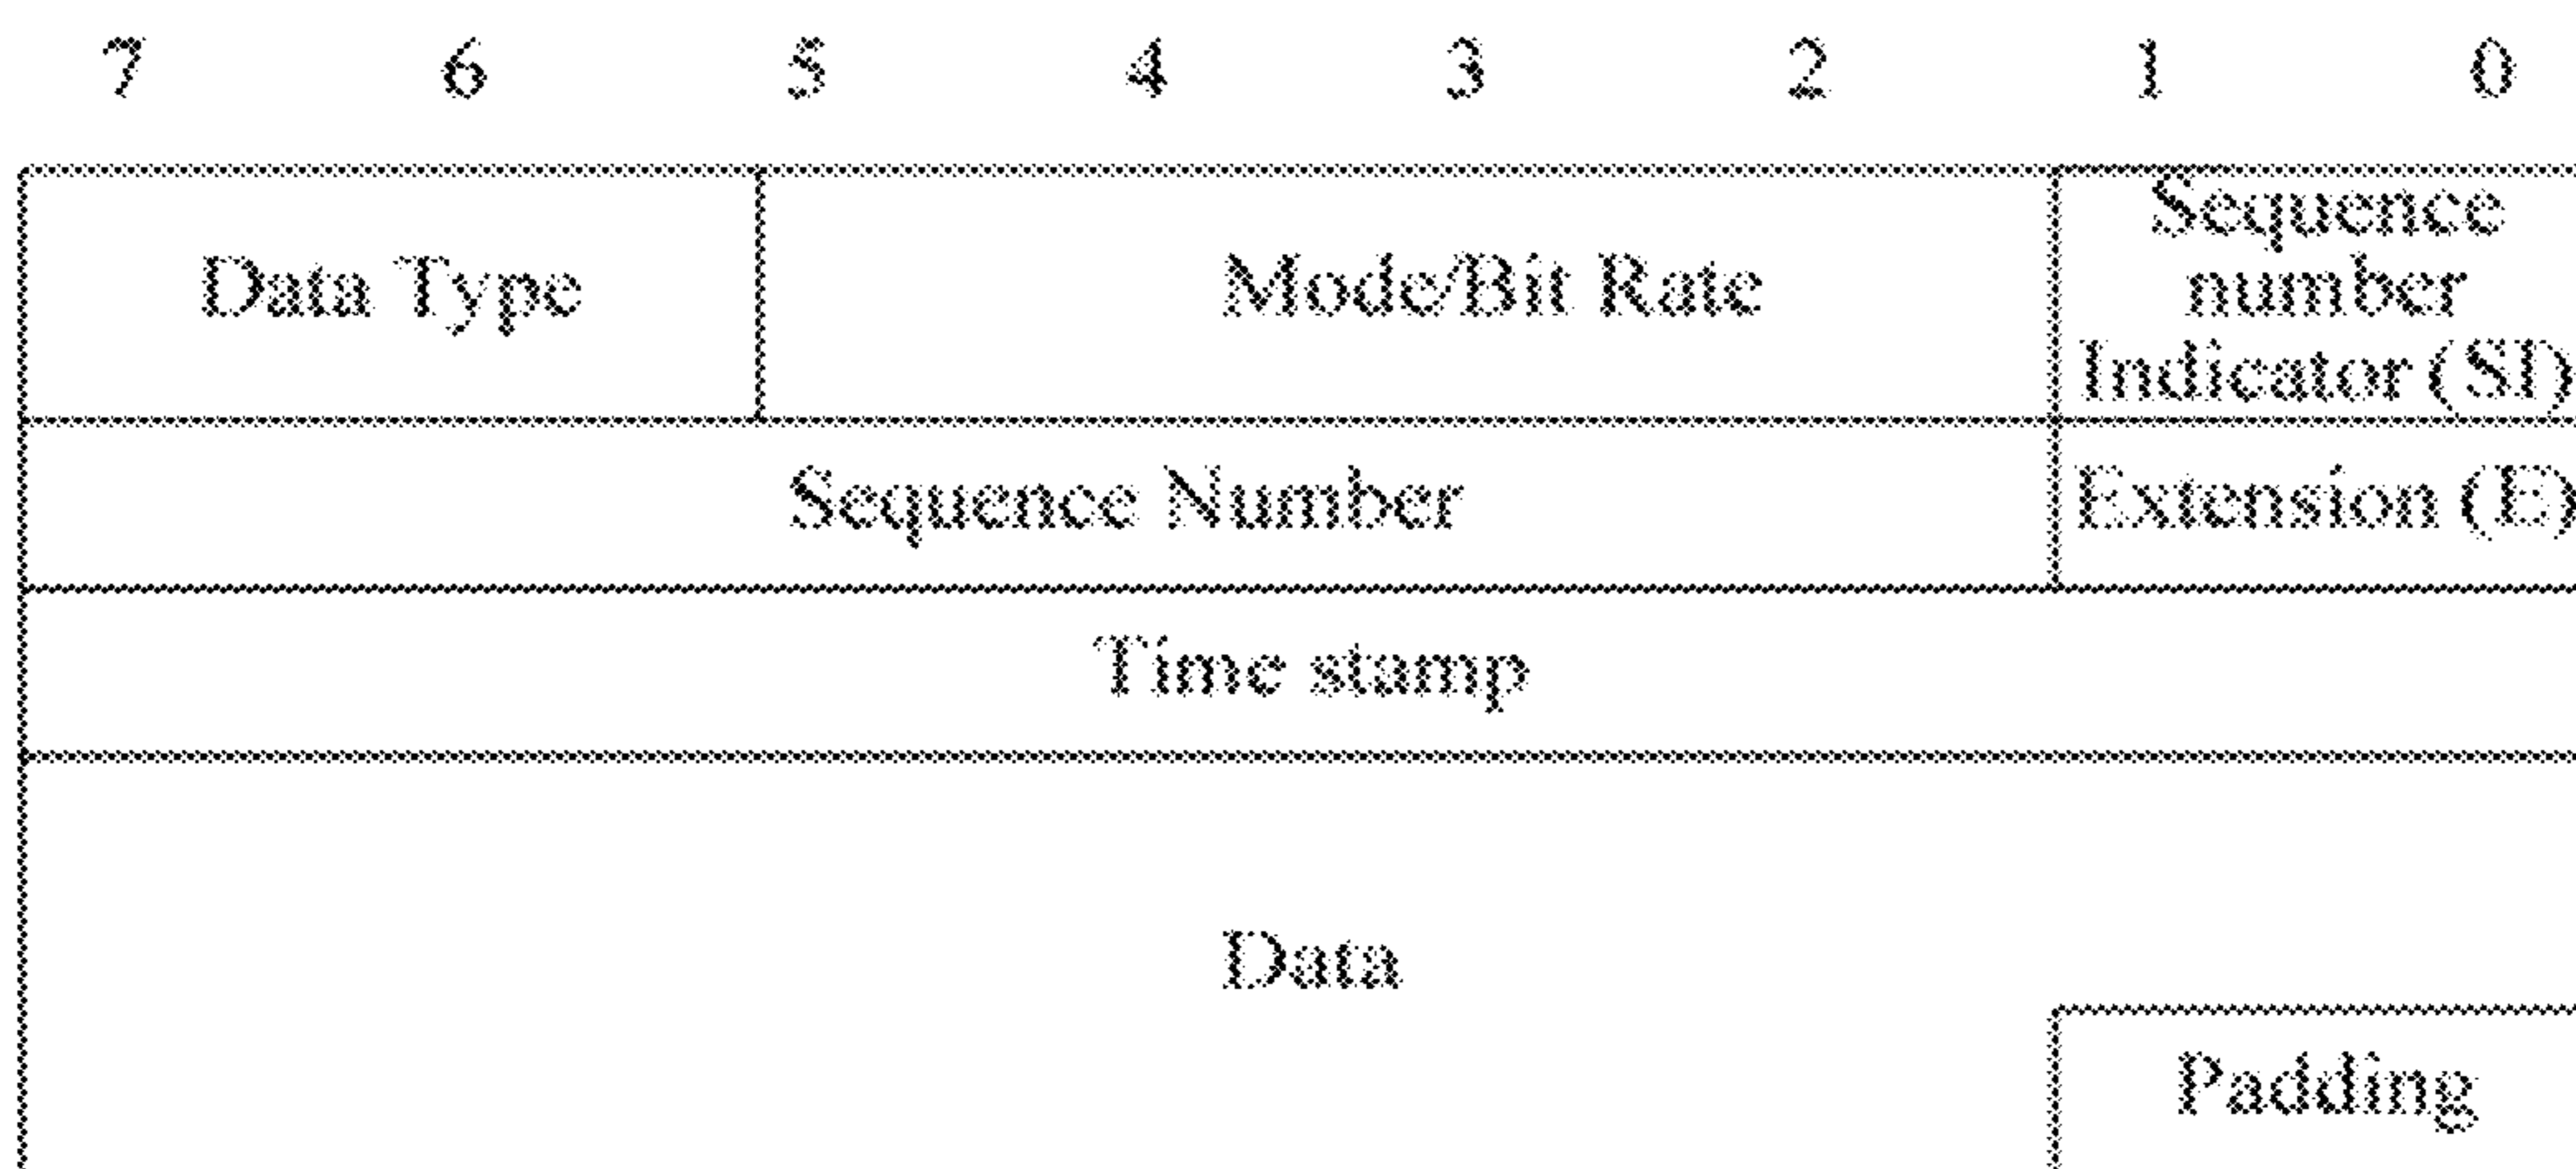 7 6 5 4 3 2 1 0
Data Type
Mode/Bit Rate
Sequence
number
Indicator (SI)
Sequence Number
Extension (E)
Time stamp
Data
Padding